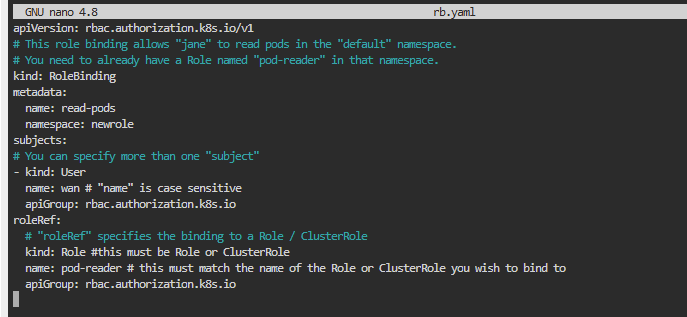 GNU nano 4.8 rb.yaml
apiVersion: rbac.authorization.k8s.io/v1
# This role binding allows "jane" to read pods in the "default" namespace.
# You need to already have a Role named "pod-reader" in that namespace.
kind: RoleBinding
metadata:
  name: read-pods
  namespace: newrole
subjects:
# You can specify more than one "subject"
- kind: User
  name: wan # "name" is case sensitive
  apiGroup: rbac.authorization.k8s.io
roleRef:
  # "roleRef" specifies the binding to a Role / ClusterRole
  kind: Role #this must be Role or ClusterRole
  name: pod-reader # this must match the name of the Role or ClusterRole you wish to bind to
  apiGroup: rbac.authorization.k8s.io